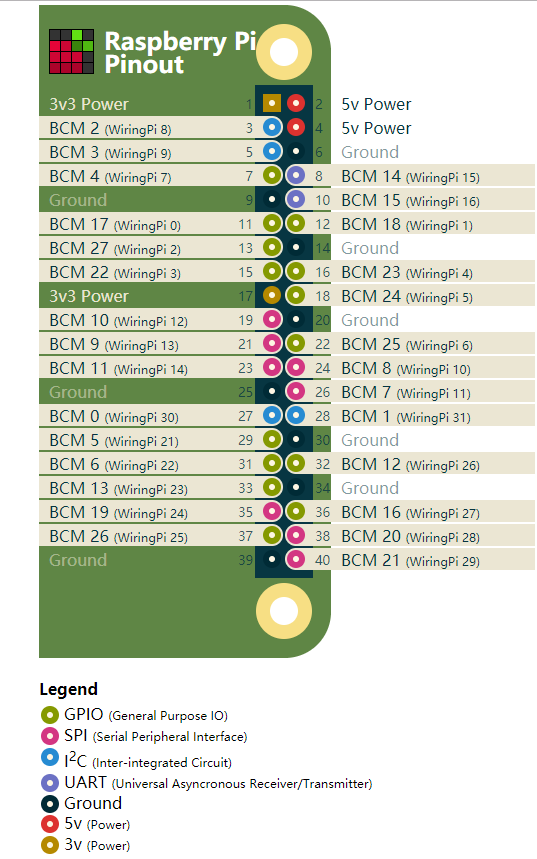 Raspberry Pi
Pinout
3v3 Power 1 2 5v Power
BCM 2 (WiringPi 8) 3 4 5v Power
BCM 3 (WiringPi 9) 5 6 Ground
BCM 4 (WiringPi 7) 7 8 BCM 14 (WiringPi 15)
Ground 9 10 BCM 15 (WiringPi 16)
BCM 17 (WiringPi 0) 11 12 BCM 18 (WiringPi 1)
BCM 27 (WiringPi 2) 13 14 Ground
BCM 22 (WiringPi 3) 15 16 BCM 23 (WiringPi 4)
3v3 Power 17 18 BCM 24 (WiringPi 5)
BCM 10 (WiringPi 12) 19 20 Ground
BCM 9 (WiringPi 13) 21 22 BCM 25 (WiringPi 6)
BCM 11 (WiringPi 14) 23 24 BCM 8 (WiringPi 10)
Ground 25 26 BCM 7 (WiringPi 11)
BCM 0 (WiringPi 30) 27 28 BCM 1 (WiringPi 31)
BCM 5 (WiringPi 21) 29 30 Ground
BCM 6 (WiringPi 22) 31 32 BCM 12 (WiringPi 26)
BCM 13 (WiringPi 23) 33 34 Ground
BCM 19 (WiringPi 24) 35 36 BCM 16 (WiringPi 27)
BCM 26 (WiringPi 25) 37 38 BCM 20 (WiringPi 28)
Ground 39 40 BCM 21 (WiringPi 29)
Legend
GPIO (General Purpose IO)
SPI (Serial Peripheral Interface)
I²C (Inter-integrated Circuit)
UART (Universal Asyncronous Receiver/Transmitter)
Ground
5v (Power)
3v (Power)